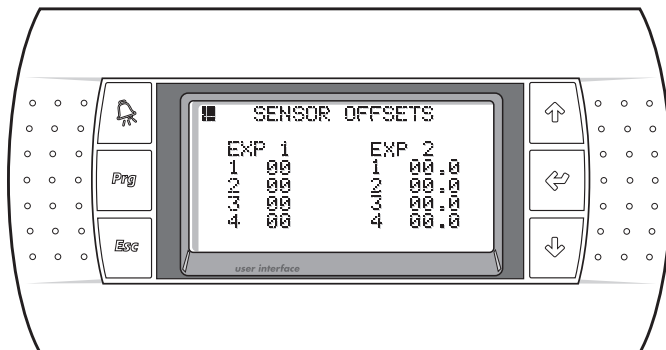 SENSOR OFFSETS
EXP 1 EXP 2
1 00 1 00.0
2 00 2 00.0
3 00 3 00.0
4 00 4 00.0
Prg
Esc
user interface